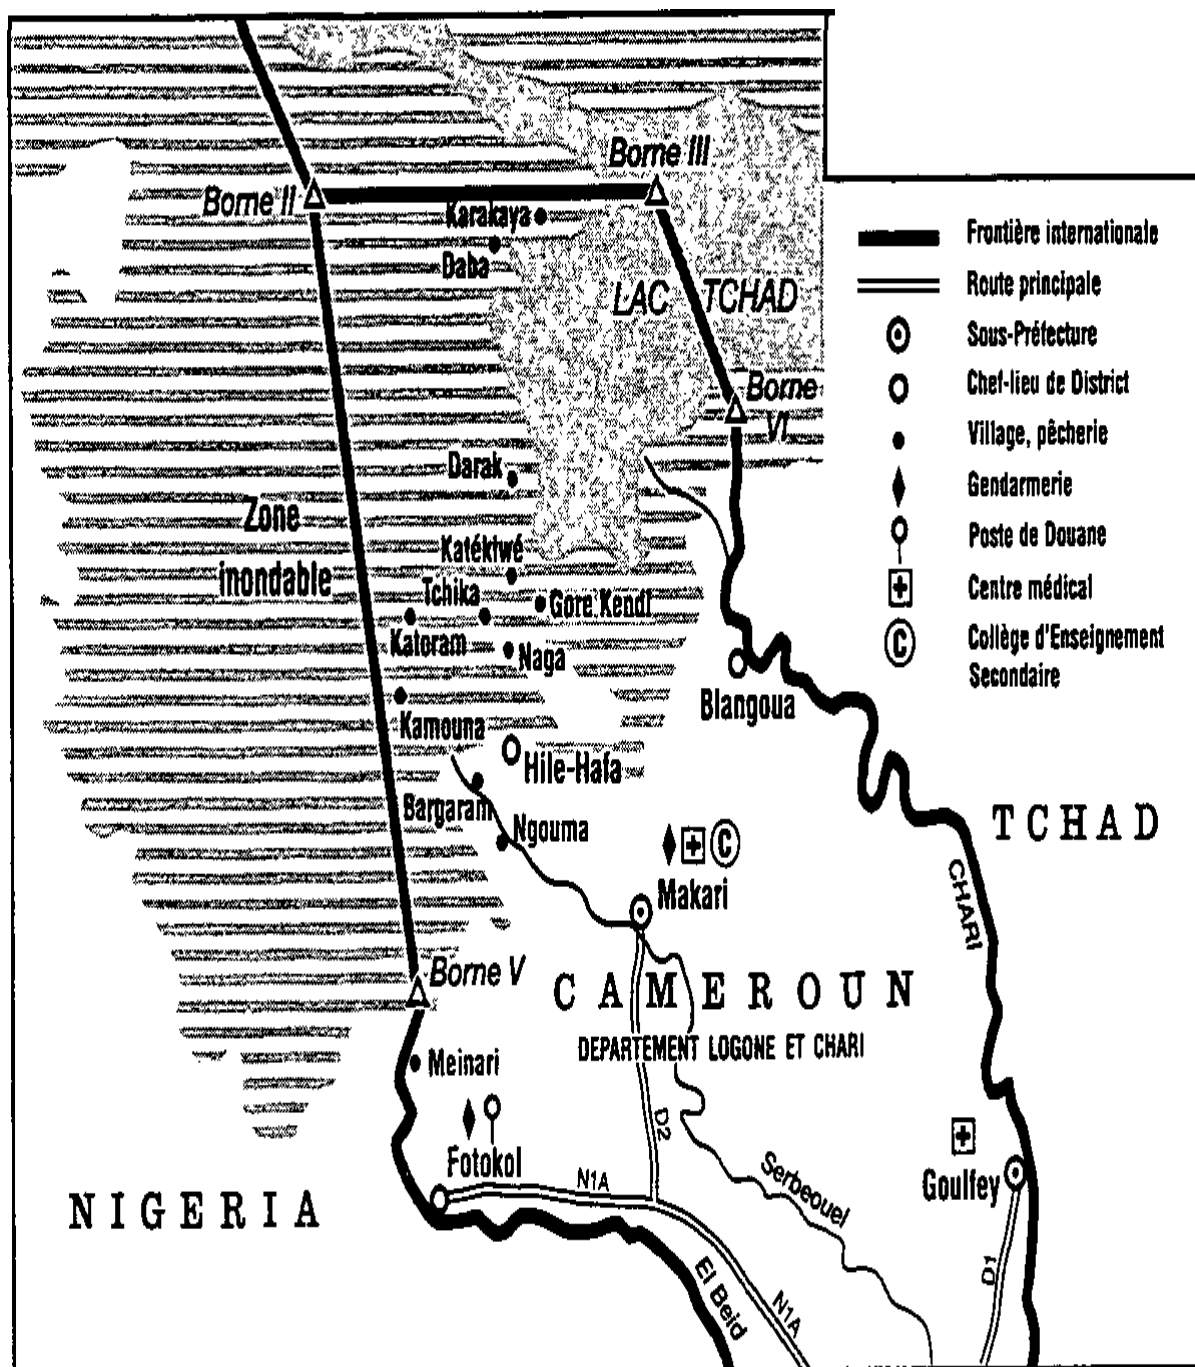 Borne III
Borne II
Karakaya
Daba
LAC TCHAD
Borne
VI
Darak
Zone
inondable
Katékiwé
Tchika
Gore Kendi
Katoram
Naga
Blangoua
Kamouna
Hile-Hafa
Bargaram
Ngouma
TCHAD
CHARI
C
Makari
Borne V
CAMEROUN
DEPARTEMENT LOGONE ET CHARI
Meinari
D2
Fotokol
N1A
Serbeouel
Goulfey
NIGERIA
D1
El Beid
N1A
Frontière internationale
Route principale
Sous-Préfecture
Chef-lieu de District
Village, pêcherie
Gendarmerie
Poste de Douane
Centre médical
C
Collège d'Enseignement
Secondaire